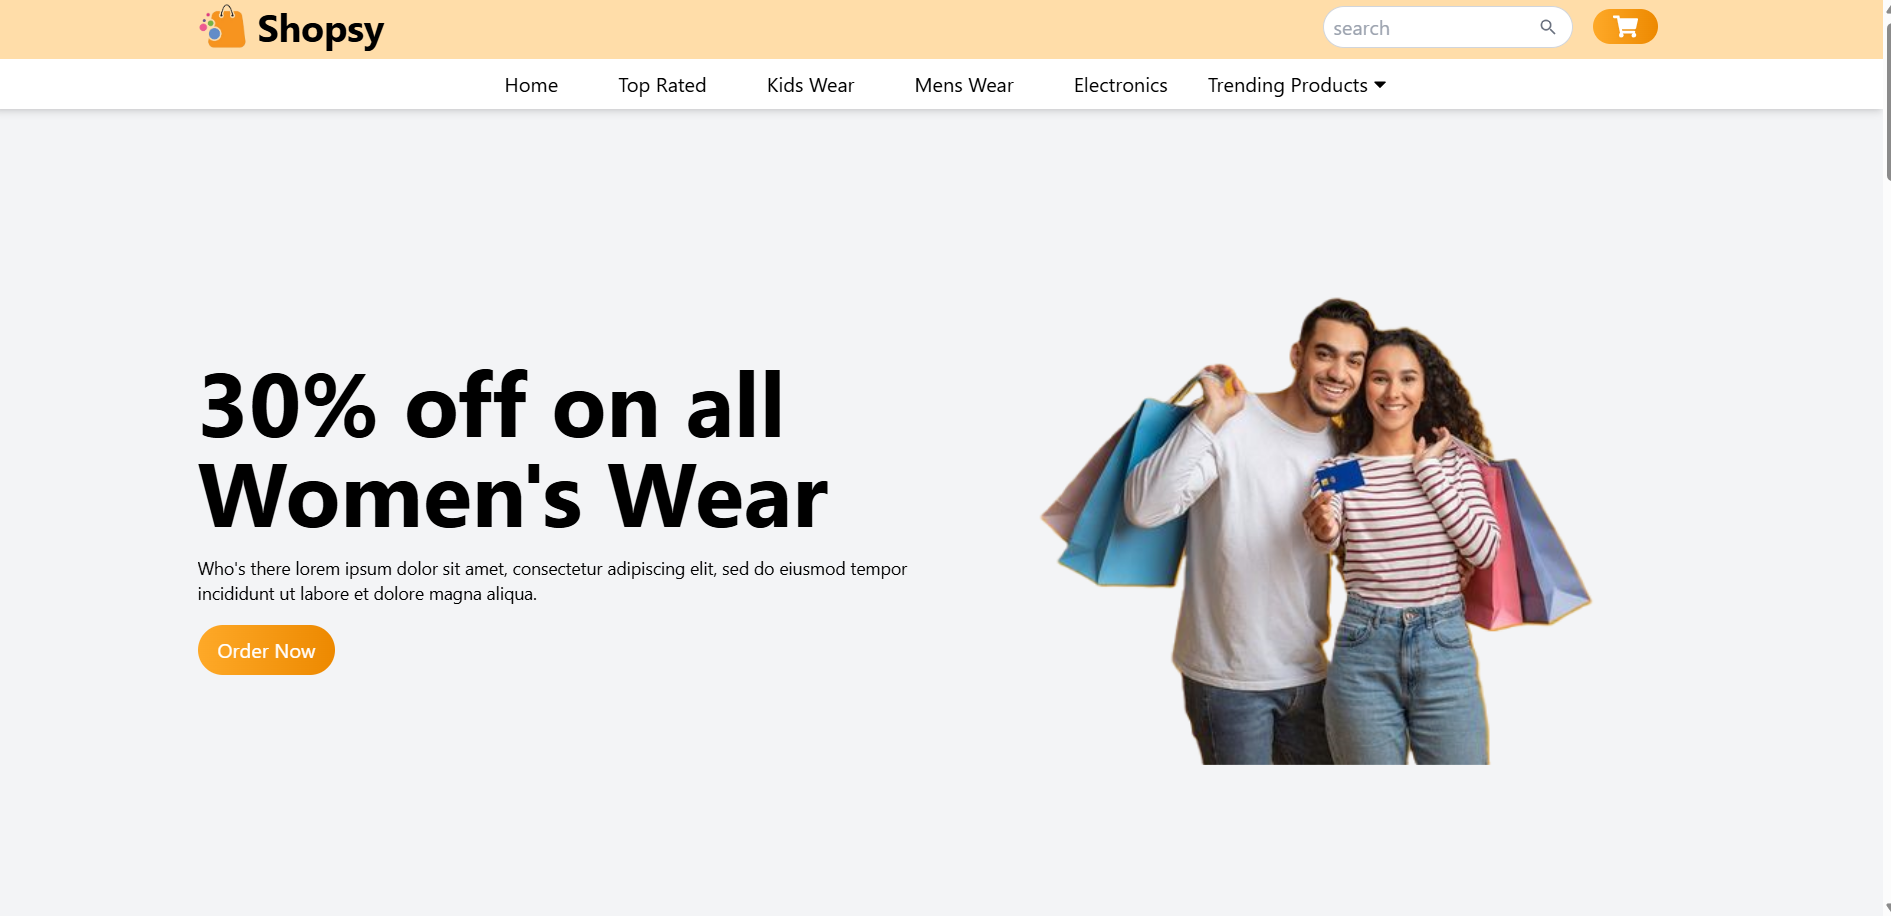 Shopsy
search
Home Top Rated Kids Wear Mens Wear Electronics Trending Products
30% off on all
Women's Wear
Who's there lorem ipsum dolor sit amet, consectetur adipiscing elit, sed do eiusmod tempor
incididunt ut labore et dolore magna aliqua.
Order Now